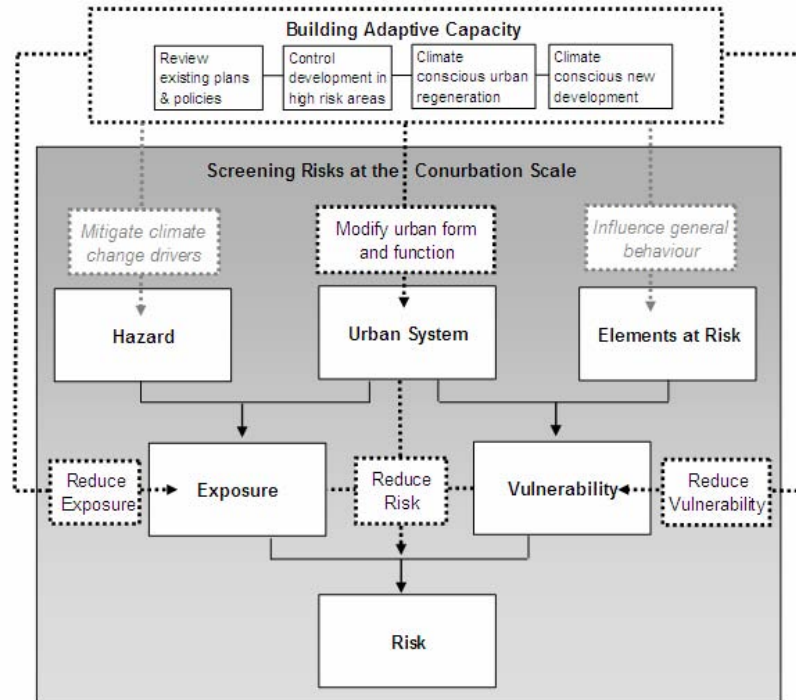 Building Adaptive Capacity
Review
existing plans
& policies
Control
development in
high risk areas
Climate
conscious urban
regeneration
Climate
conscious new
development
Screening Risks at the Conurbation Scale
Mitigate climate
change drivers
Modify urban form
and function
Influence general
behaviour
Hazard
Urban System
Elements at Risk
Reduce
Exposure
Exposure
Reduce
Risk
Vulnerability
Reduce
Vulnerability
Risk